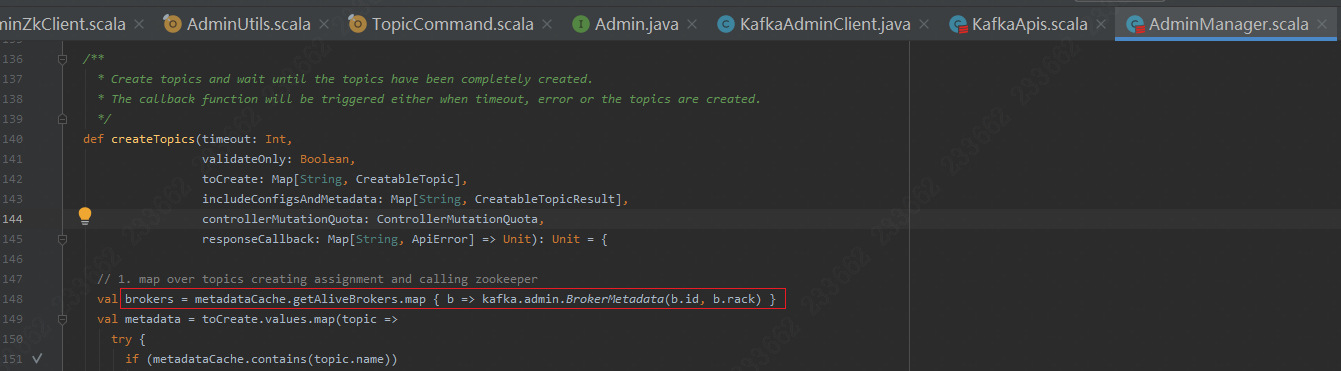 minZkClient.scala AdminUtils.scala TopicCommand.scala Admin.java KafkaAdminClient.java KafkaApis.scala AdminManager.scala
136 /**
137 * Create topics and wait until the topics have been completely created.
138 * The callback function will be triggered either when timeout, error or the topics are created.
139 */
140 def createTopics(timeout: Int,
141 validateOnly: Boolean,
142 toCreate: Map[String, CreatableTopic],
143 includeConfigsAndMetadata: Map[String, CreatableTopicResult],
144 controllerMutationQuota: ControllerMutationQuota,
145 responseCallback: Map[String, ApiError] => Unit): Unit = {
146
147 // 1. map over topics creating assignment and calling zookeeper
148 val brokers = metadataCache.getAliveBrokers.map { b => kafka.admin.BrokerMetadata(b.id, b.rack) }
149 val metadata = toCreate.values.map(topic =>
150 try {
151 if (metadataCache.contains(topic.name))